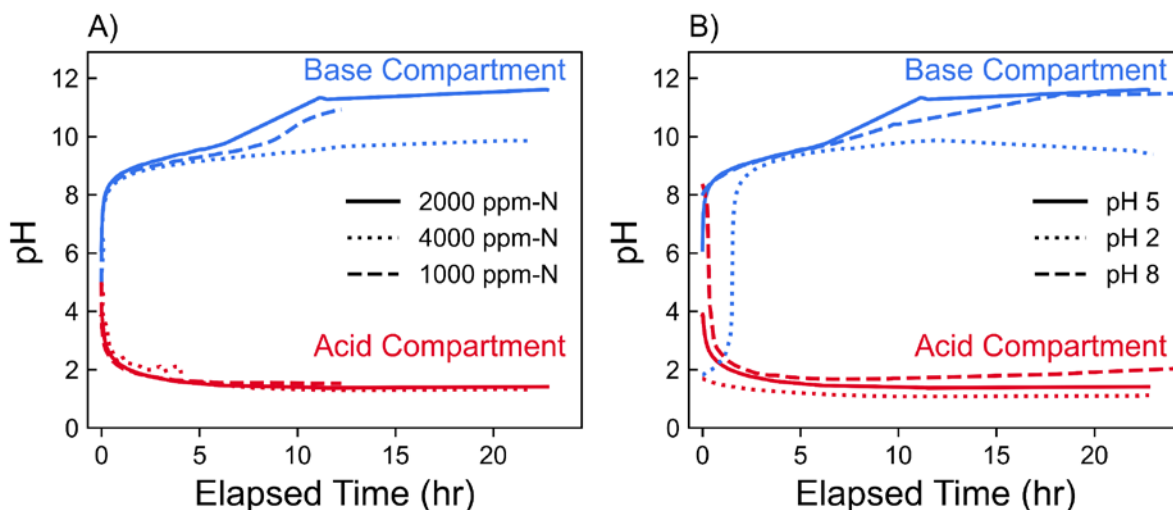 A)
Base Compartment
2000 ppm-N
4000 ppm-N
1000 ppm-N
Acid Compartment
pH
12
10
8
6
4
2
0
0
5
10
15
20
Elapsed Time (hr)
B)
Base Compartment
pH 5
pH 2
pH 8
Acid Compartment
pH
12
10
8
6
4
2
0
0
5
10
15
20
Elapsed Time (hr)